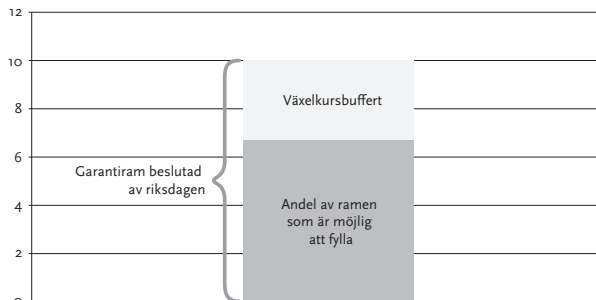 12
10
8
6
4
2
0
Växelkursbuffert
Garantiram beslutad
av riksdagen
Andel av ramen
som är möjlig
att fylla